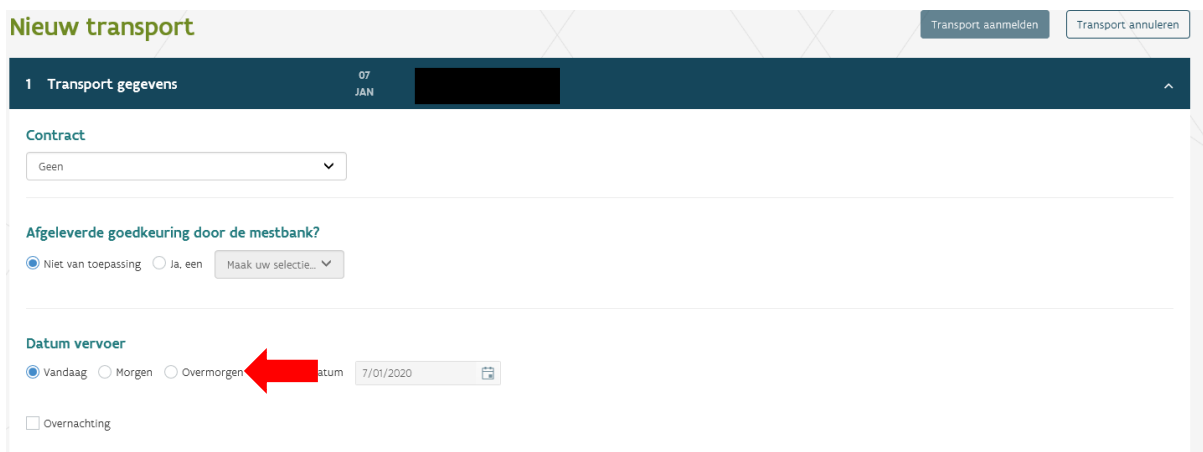 Nieuw transport
Transport aanmelden
Transport annuleren
1 Transport gegevens
07
JAN
Contract
Geen
Afgeleverde goedkeuring door de mestbank?
Niet van toepassing Ja, een Maak uw selectie...
Datum vervoer
Vandaag Morgen Overmorgen atum 7/01/2020
Overnachting